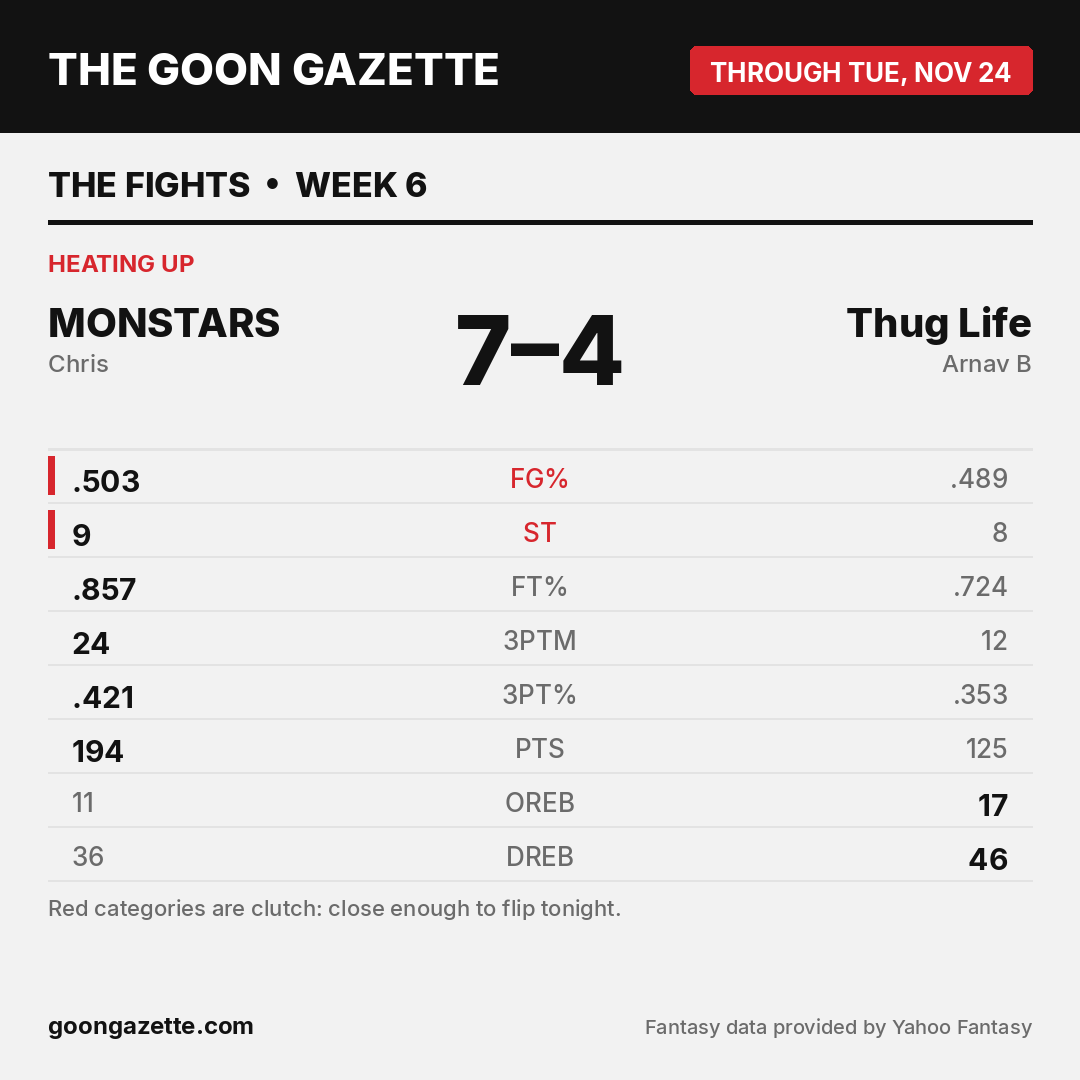 THE GOON GAZETTE
THROUGH TUE, NOV 24
THE FIGHTS • WEEK 6
HEATING UP
MONSTARS 7–4 Thug Life
Chris Arnav B
.503 FG% .489
9 ST 8
.857 FT% .724
24 3PTM 12
.421 3PT% .353
194 PTS 125
11 OREB 17
36 DREB 46
Red categories are clutch: close enough to flip tonight.
goongazette.com
Fantasy data provided by Yahoo Fantasy